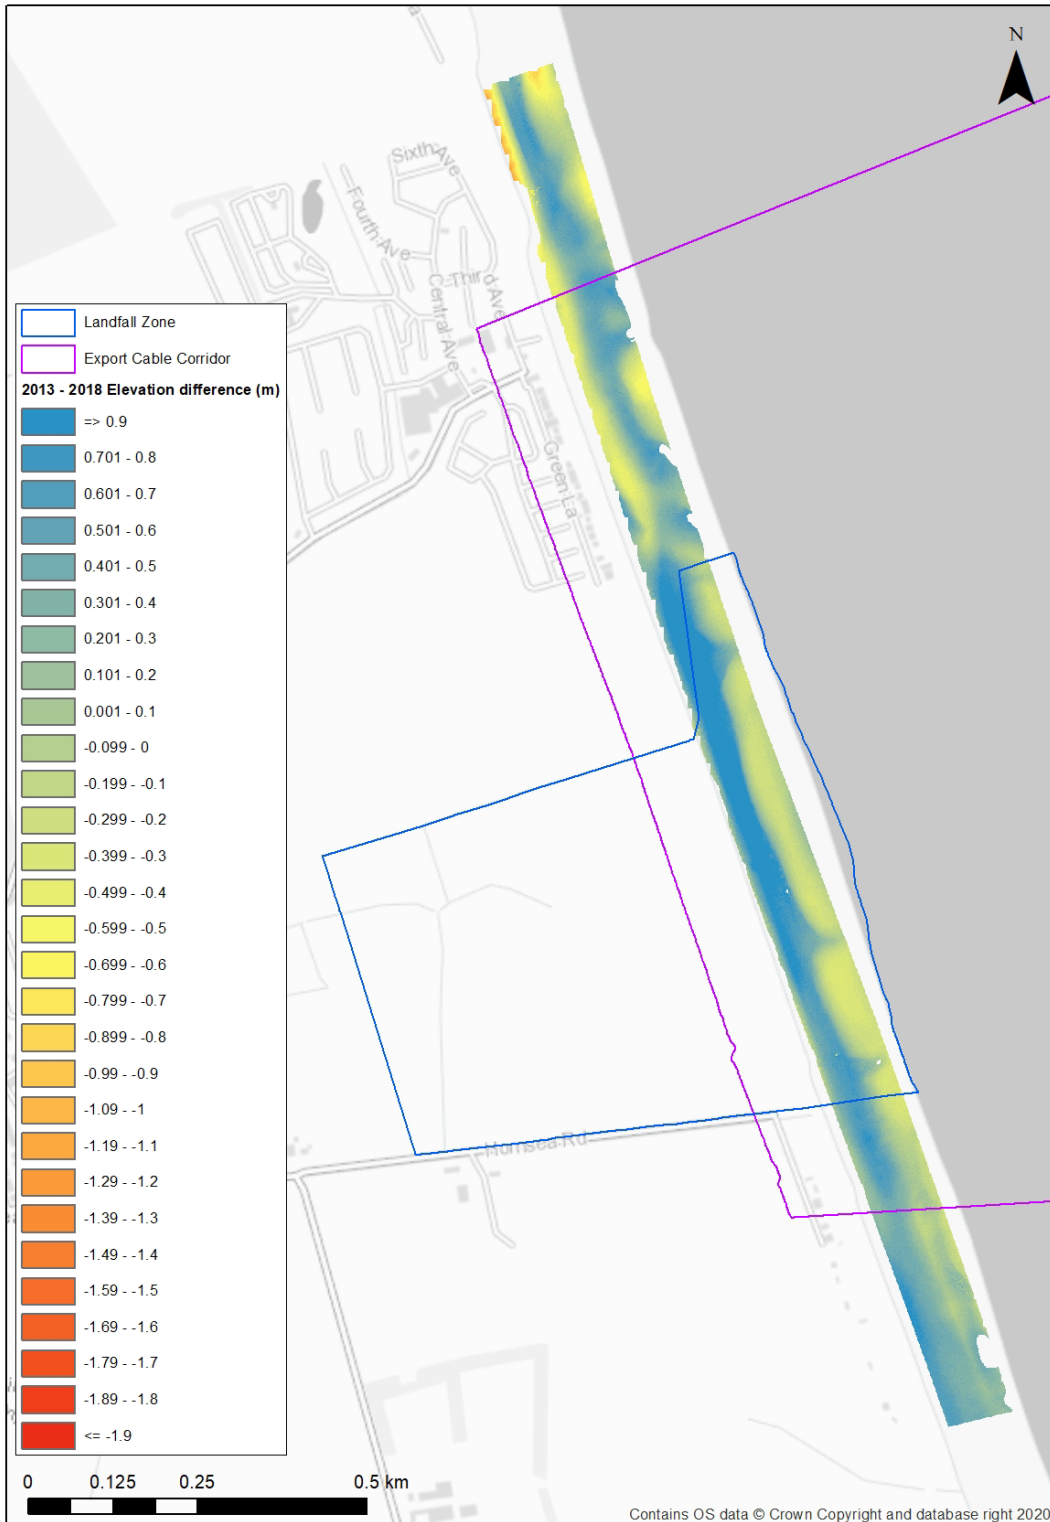 N
Sixth Ave
Fourth Ave
Third Ave
Central Ave
Green La
Landfall Zone
Export Cable Corridor
2013 - 2018 Elevation difference (m)
=> 0.9
0.701 - 0.8
0.601 - 0.7
0.501 - 0.6
0.401 - 0.5
0.301 - 0.4
0.201 - 0.3
0.101 - 0.2
0.001 - 0.1
-0.099 - 0
-0.199 - -0.1
-0.299 - -0.2
-0.399 - -0.3
-0.499 - -0.4
-0.599 - -0.5
-0.699 - -0.6
-0.799 - -0.7
-0.899 - -0.8
-0.99 - -0.9
-1.09 - -1
-1.19 - -1.1
-1.29 - -1.2
-1.39 - -1.3
-1.49 - -1.4
-1.59 - -1.5
-1.69 - -1.6
-1.79 - -1.7
-1.89 - -1.8
<= -1.9
Hornsea Rd
0 0.125 0.25 0.5 km
Contains OS data © Crown Copyright and database right 2020